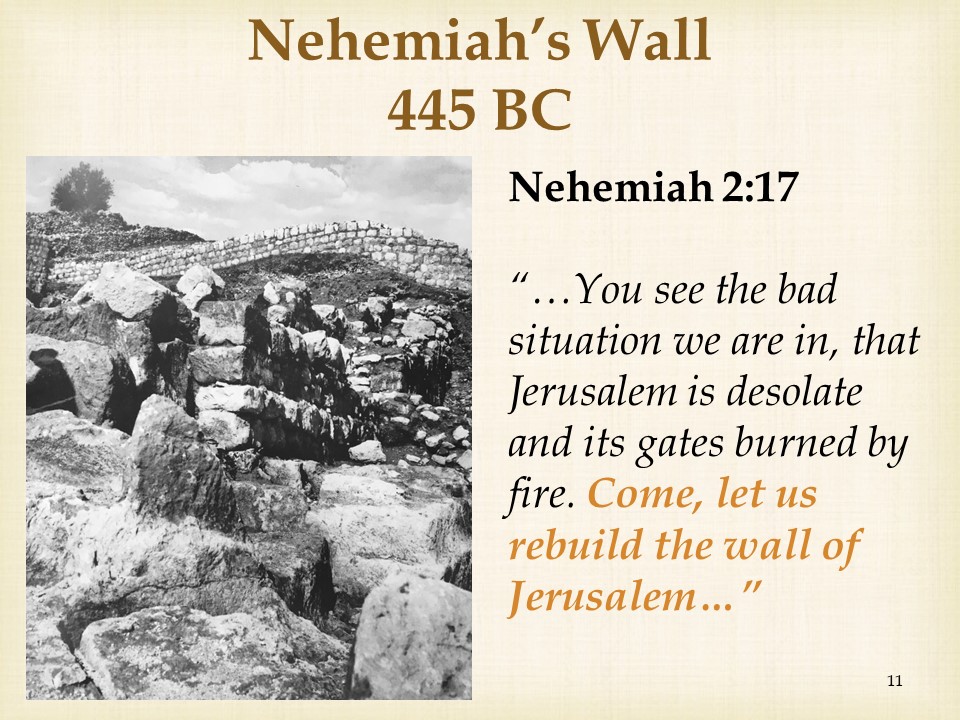 Nehemiah’s Wall
445 BC
Nehemiah 2:17
“…You see the bad
situation we are in, that
Jerusalem is desolate
and its gates burned by
fire. Come, let us
rebuild the wall of
Jerusalem…”
11